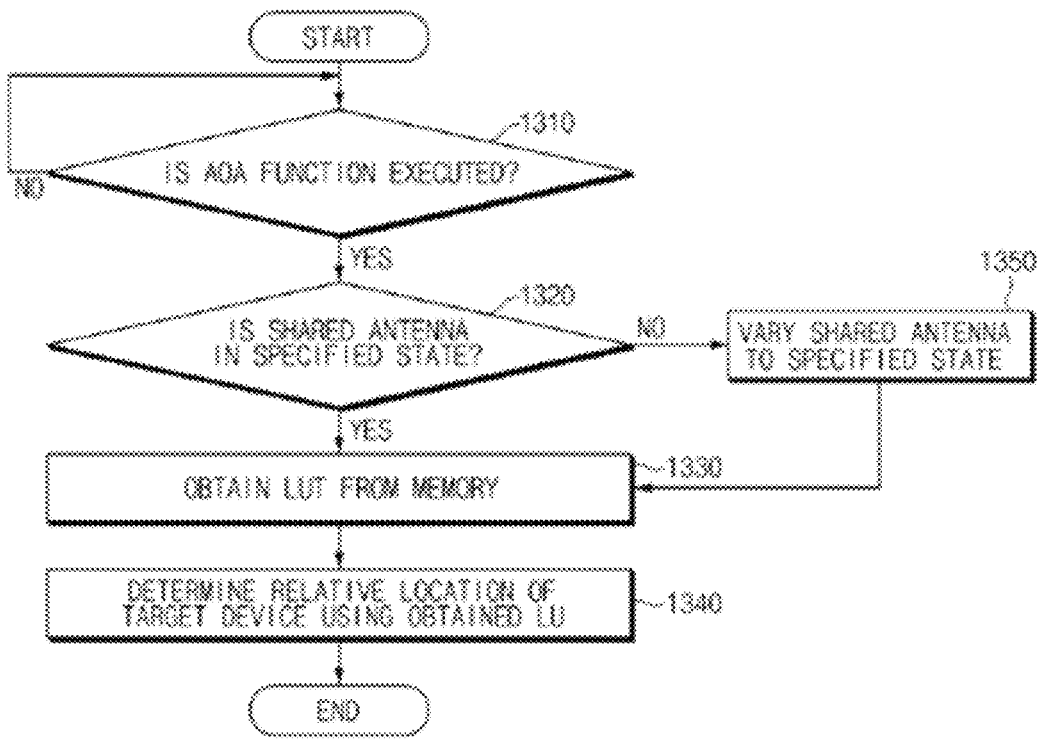 START
1310
IS AOA FUNCTION EXECUTED?
NO
YES
1320
IS SHARED ANTENNA
IN SPECIFIED STATE?
NO
1350
VARY SHARED ANTENNA
TO SPECIFIED STATE
YES
OBTAIN LUT FROM MEMORY
1330
DETERMINE RELATIVE LOCATION OF
TARGET DEVICE USING OBTAINED LU
1340
END